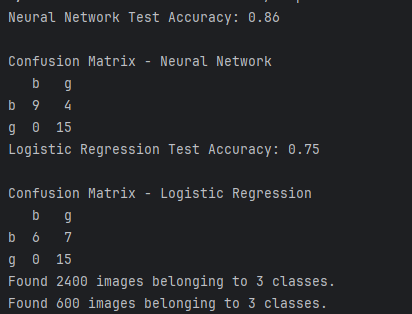 Neural Network Test Accuracy: 0.86
Confusion Matrix - Neural Network
b g
b 9 4
g 0 15
Logistic Regression Test Accuracy: 0.75
Confusion Matrix - Logistic Regression
b g
b 6 7
g 0 15
Found 2400 images belonging to 3 classes.
Found 600 images belonging to 3 classes.